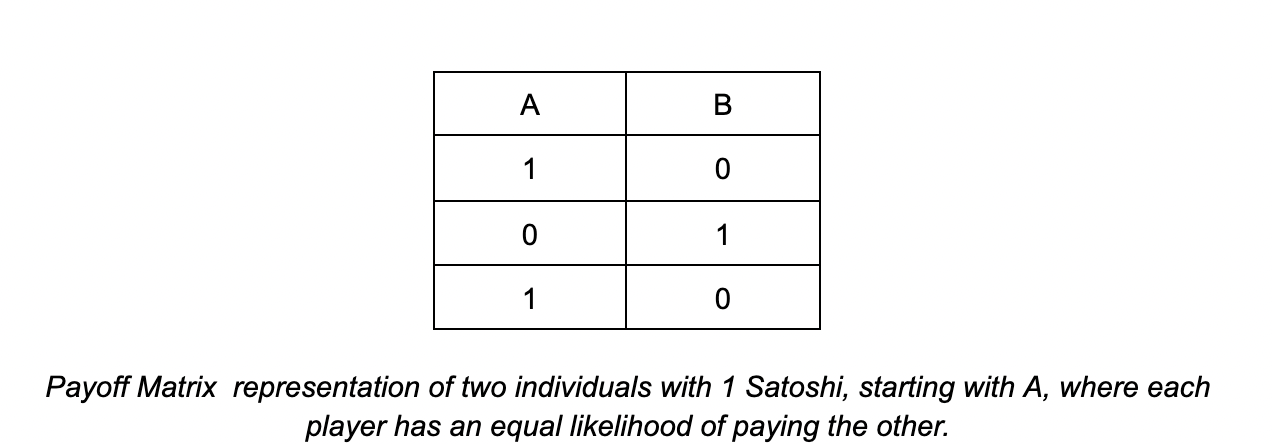 A B
1 0
0 1
1 0
Payoff Matrix  representation of two individuals with 1 Satoshi, starting with A, where each
player has an equal likelihood of paying the other.